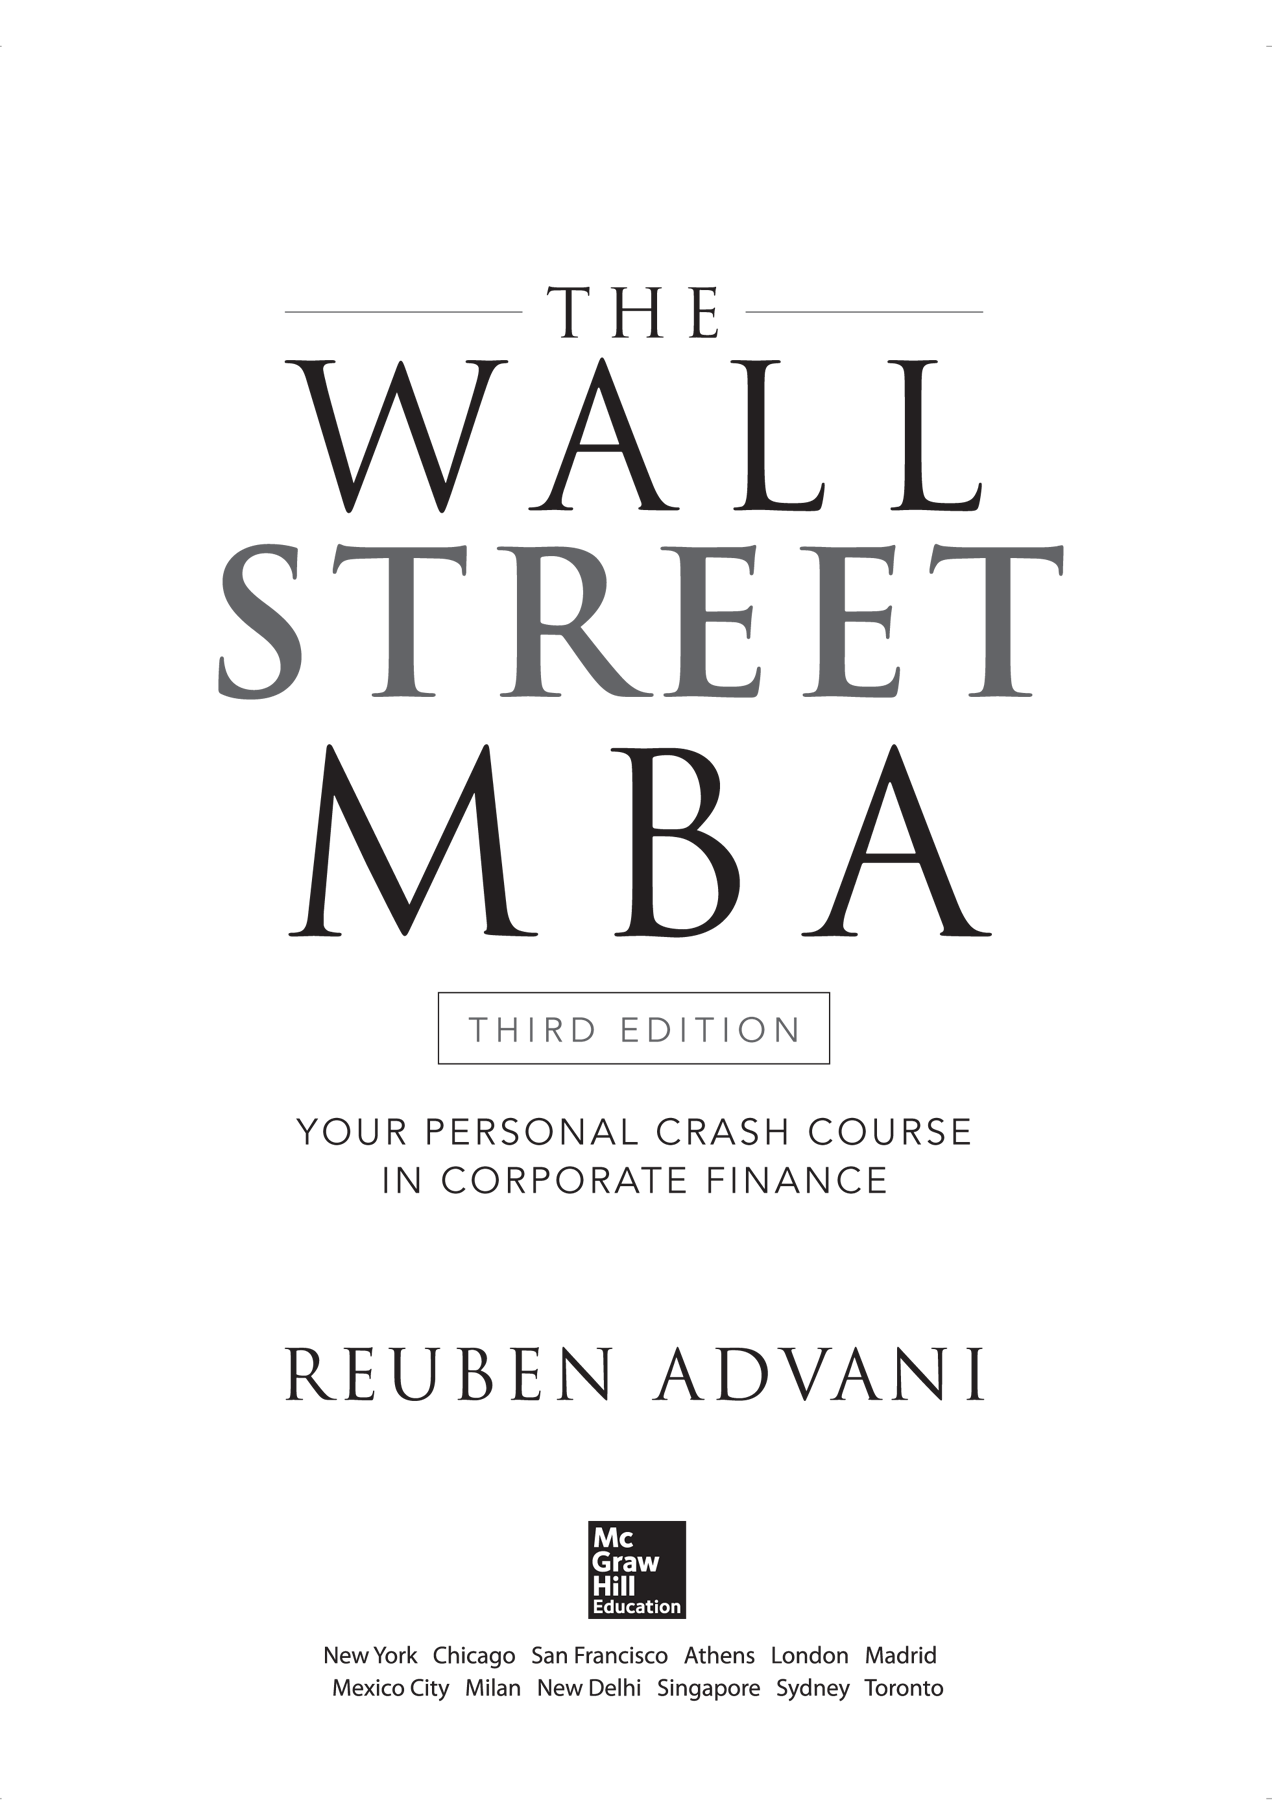 THE
WALL
STREET
MBA
THIRD EDITION
YOUR PERSONAL CRASH COURSE
IN CORPORATE FINANCE
REUBEN ADVANI
Mc
Graw
Hill
Education
New York Chicago San Francisco Athens London Madrid
Mexico City Milan New Delhi Singapore Sydney Toronto